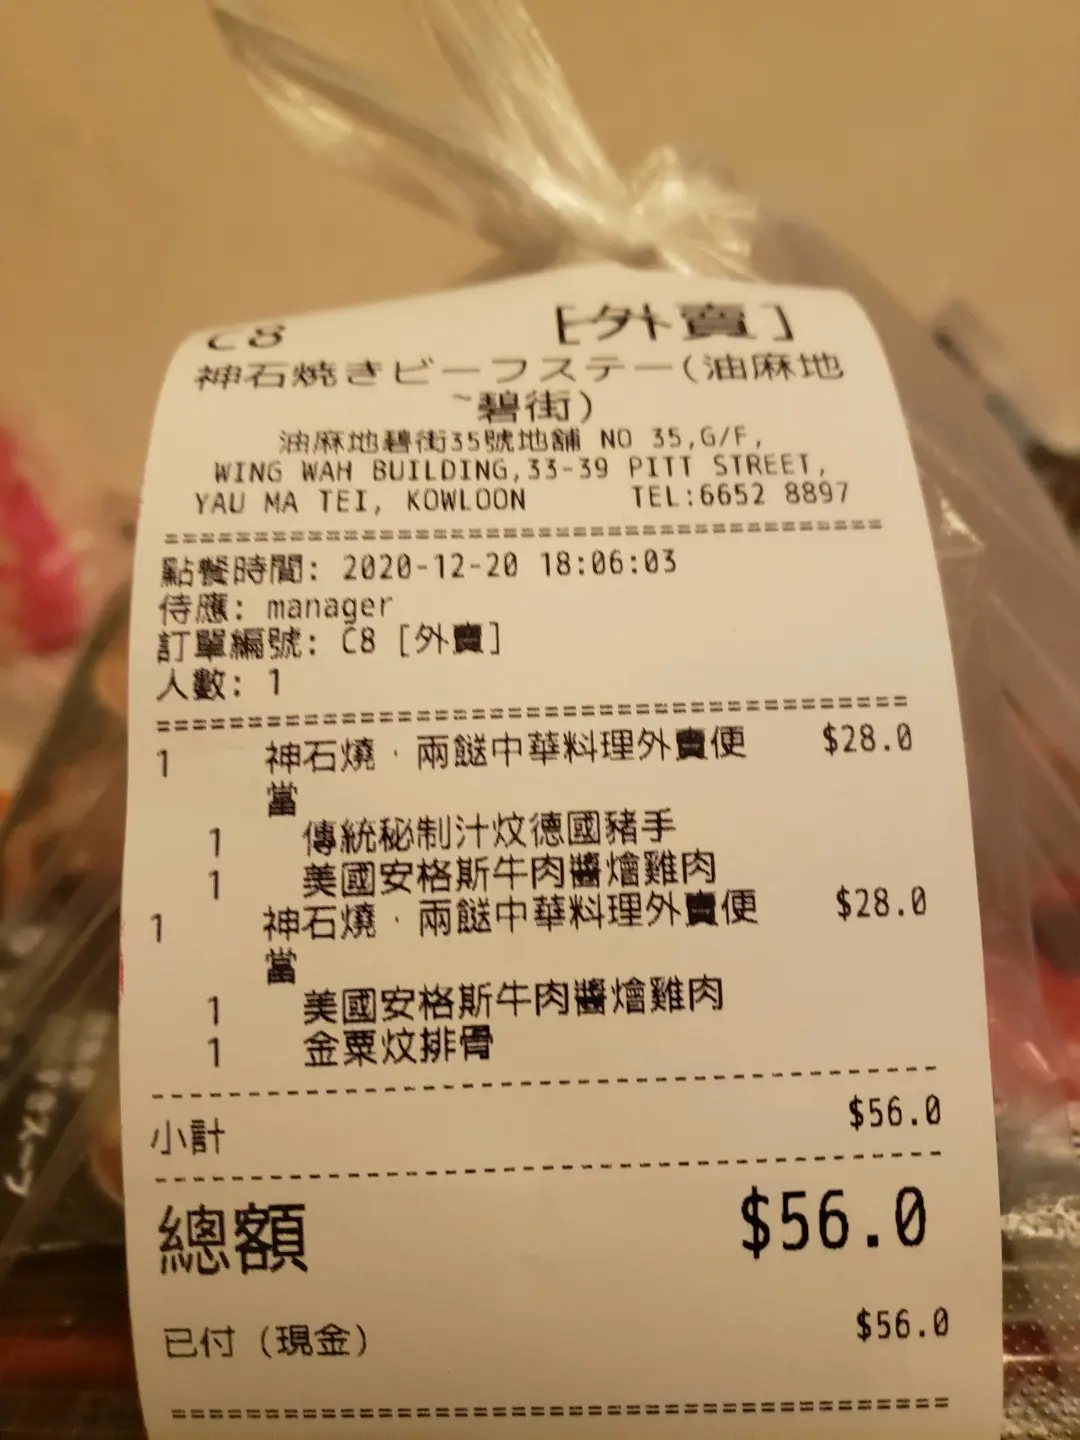 C8 [外賣]
神石焼きビーフステー(油麻地
~碧街)
油麻地碧街35號地舖 NO 35,G/F,
WING WAH BUILDING,33-39 PITT STREET,
YAU MA TEI, KOWLOON TEL:6652 8897
點餐時間: 2020-12-20 18:06:03
侍應: manager
訂單編號: C8 [外賣]
人數: 1
1 神石燒·兩餸中華料理外賣便 $28.0
當
1 傳統秘制汁炆德國豬手
1 美國安格斯牛肉醬燴雞肉
1 神石燒·兩餸中華料理外賣便 $28.0
當
1 美國安格斯牛肉醬燴雞肉
1 金粟炆排骨
小計 $56.0
總額 $56.0
已付 (現金) $56.0